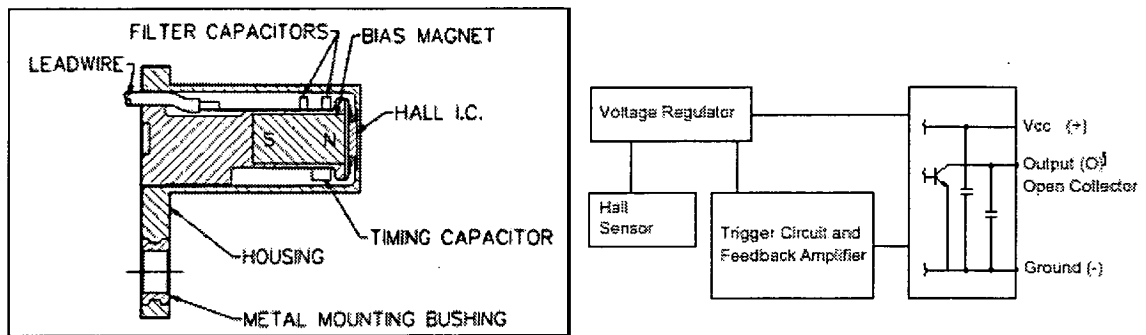 FILTER CAPACITORS
BIAS MAGNET
LEADWIRE
HALL I.C.
S
N
TIMING CAPACITOR
HOUSING
METAL MOUNTING BUSHING
Voltage Regulator
Hall
Sensor
Trigger Circuit and
Feedback Amplifier
Vcc (+)
Output (O)
Open Collector
Ground (-)